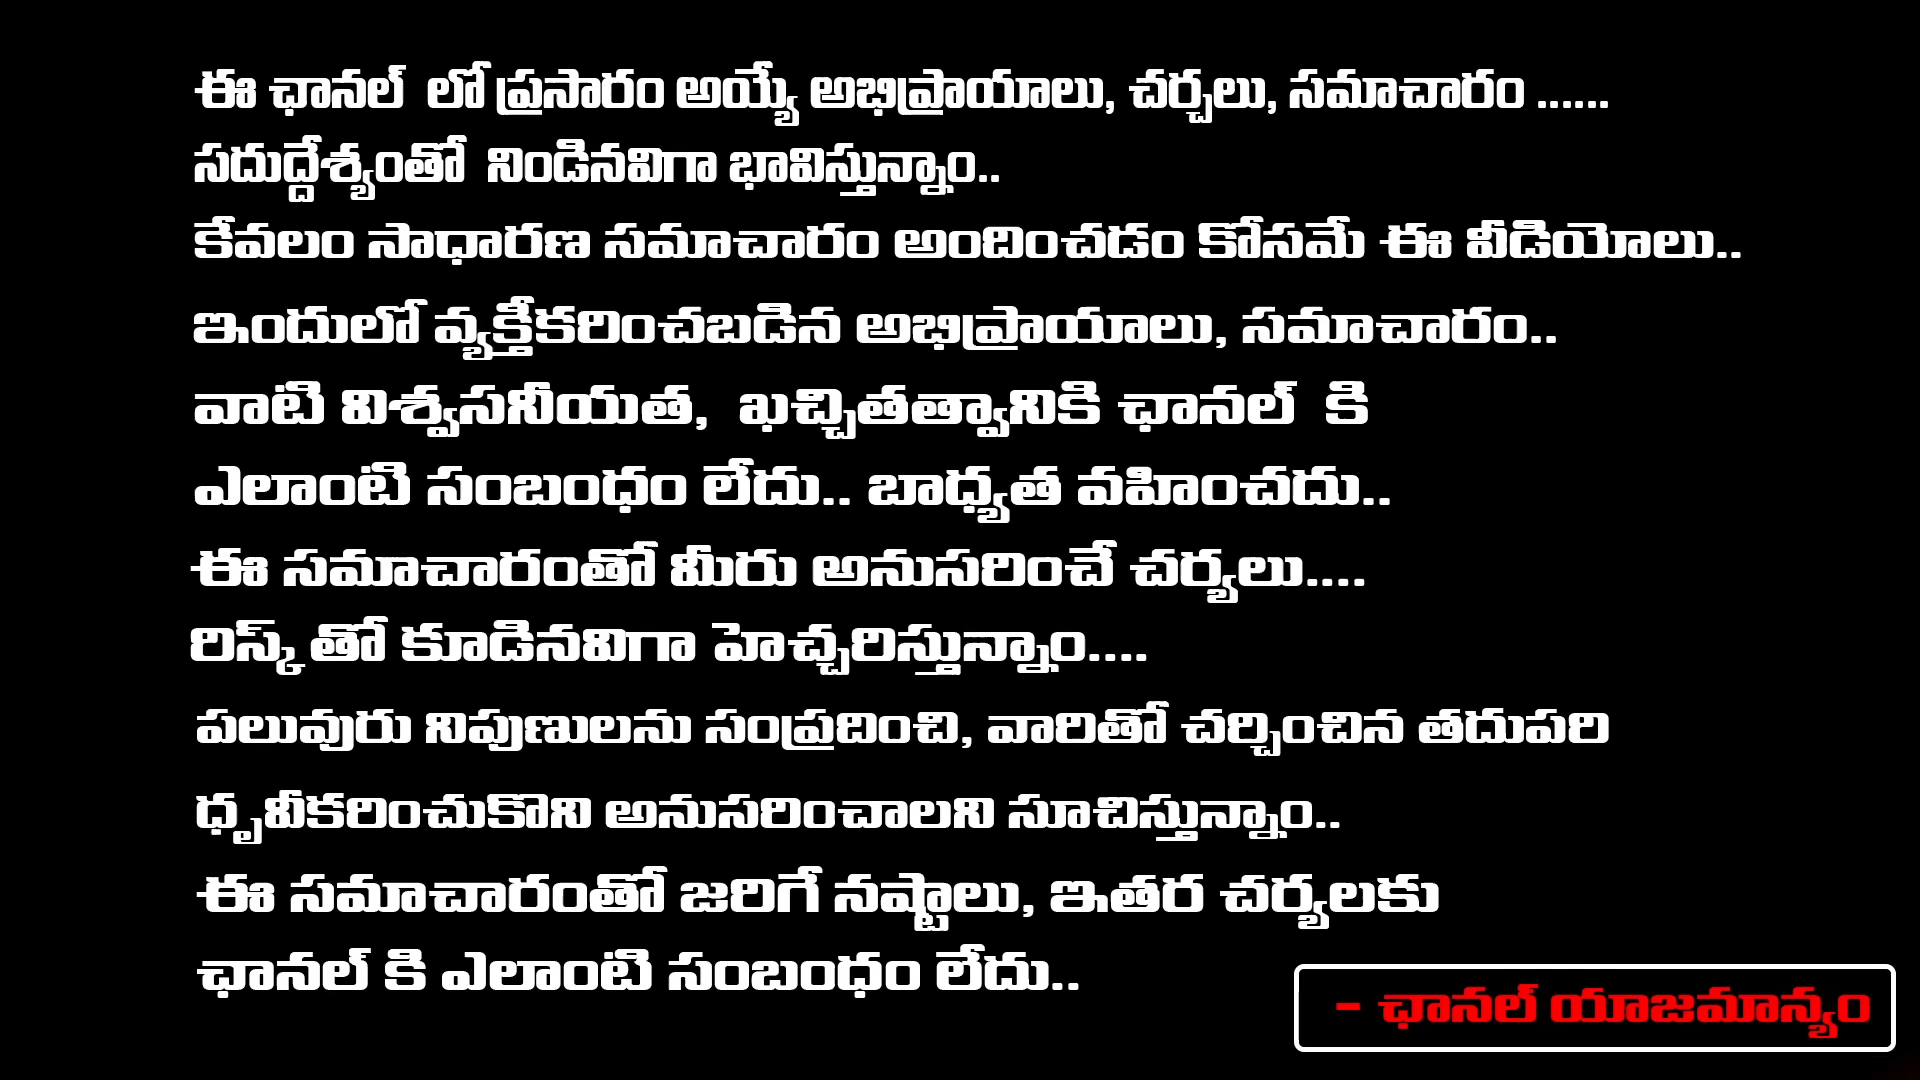 ఈ ఛానల్ లో ప్రసారం అయ్యే అభిప్రాయాలు, చర్చలు, సమాచారం ......
సదుద్దేశ్యంతో నిండినవిగా భావిస్తున్నాం..
కేవలం సాధారణ సమాచారం అందించడం కోసమే ఈ వీడియోలు..
ఇందులో వ్యక్తీకరించబడిన అభిప్రాయాలు, సమాచారం..
వాటి విశ్వసనీయత, ఖచ్చితత్వానికి ఛానల్ కి
ఎలాంటి సంబంధం లేదు.. బాధ్యత వహించదు..
ఈ సమాచారంతో మీరు అనుసరించే చర్యలు....
రిస్క్ తో కూడినవిగా హెచ్చరిస్తున్నాం....
పలువురు నిపుణులను సంప్రదించి, వారితో చర్చించిన తదుపరి
ధృవీకరించుకొని అనుసరించాలని సూచిస్తున్నాం..
ఈ సమాచారంతో జరిగే నష్టాలు, ఇతర చర్యలకు
ఛానల్ కి ఎలాంటి సంబంధం లేదు..
- ఛానల్ యాజమాన్యం